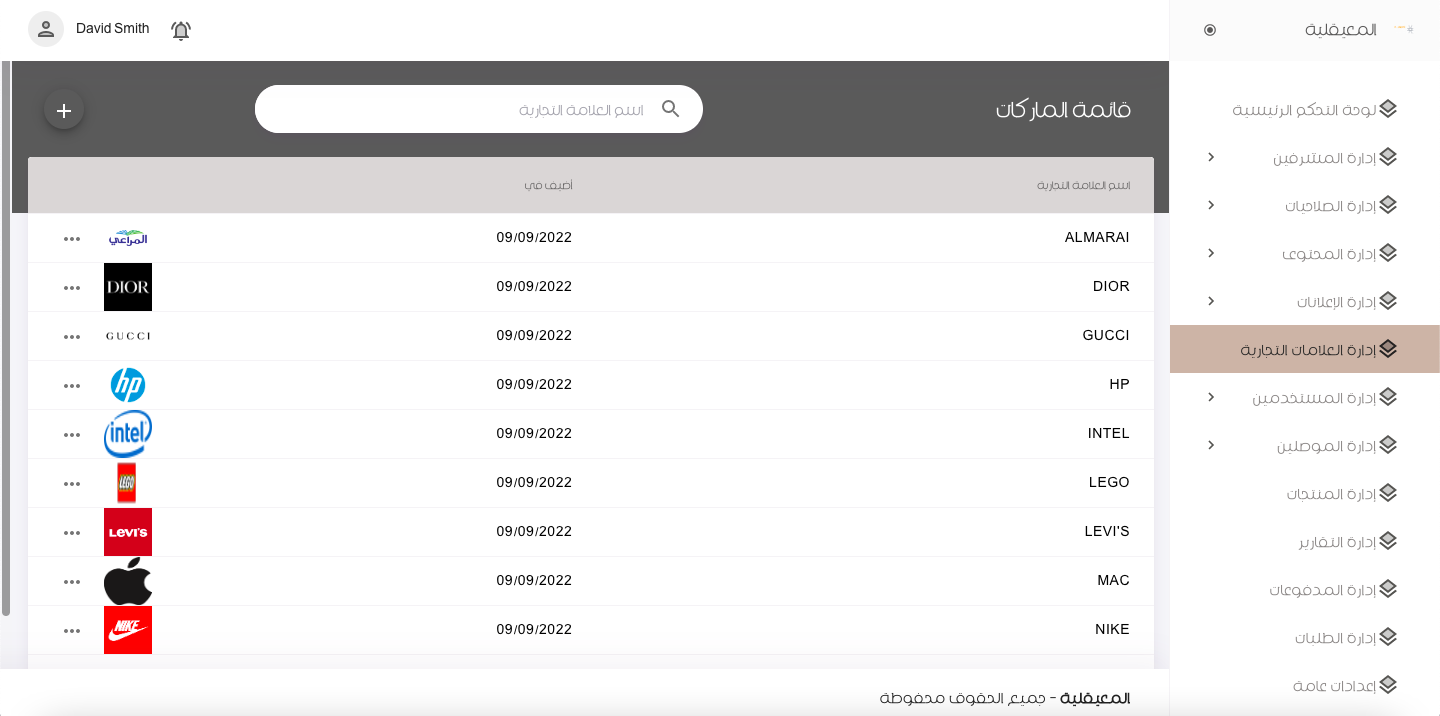 المعيقلية
David Smith
لوحة التحكم الرئيسية
إدارة المشرفين
إدارة الصلاحيات
إدارة المحتوى
إدارة الإعلانات
إدارة العلامات التجارية
إدارة المستخدمين
إدارة الموصلين
إدارة المنتجات
إدارة التقارير
إدارة المدفوعات
إدارة الطلبات
إعدادات عامة
قائمة الماركات
اسم العلامة التجارية
اسم العلامة التجارية أضيف في
ALMARAI 09/09/2022 المراعي
DIOR 09/09/2022 DIOR
GUCCI 09/09/2022 GUCCI
HP 09/09/2022 hp
INTEL 09/09/2022 intel
LEGO 09/09/2022 LEGO
LEVI'S 09/09/2022 LEVI'S
MAC 09/09/2022
NIKE 09/09/2022 NIKE
المعيقلية - جميع الحقوق محفوظة